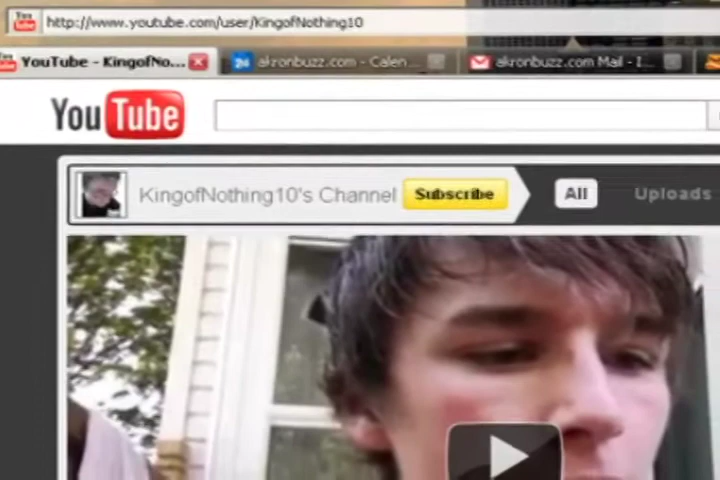 http://www.youtube.com/user/KingofNothing10
YouTube - KingofNo... akronbuzz.com - Calen... akronbuzz.com Mail - I...
YouTube
KingofNothing10's Channel Subscribe All Uploads